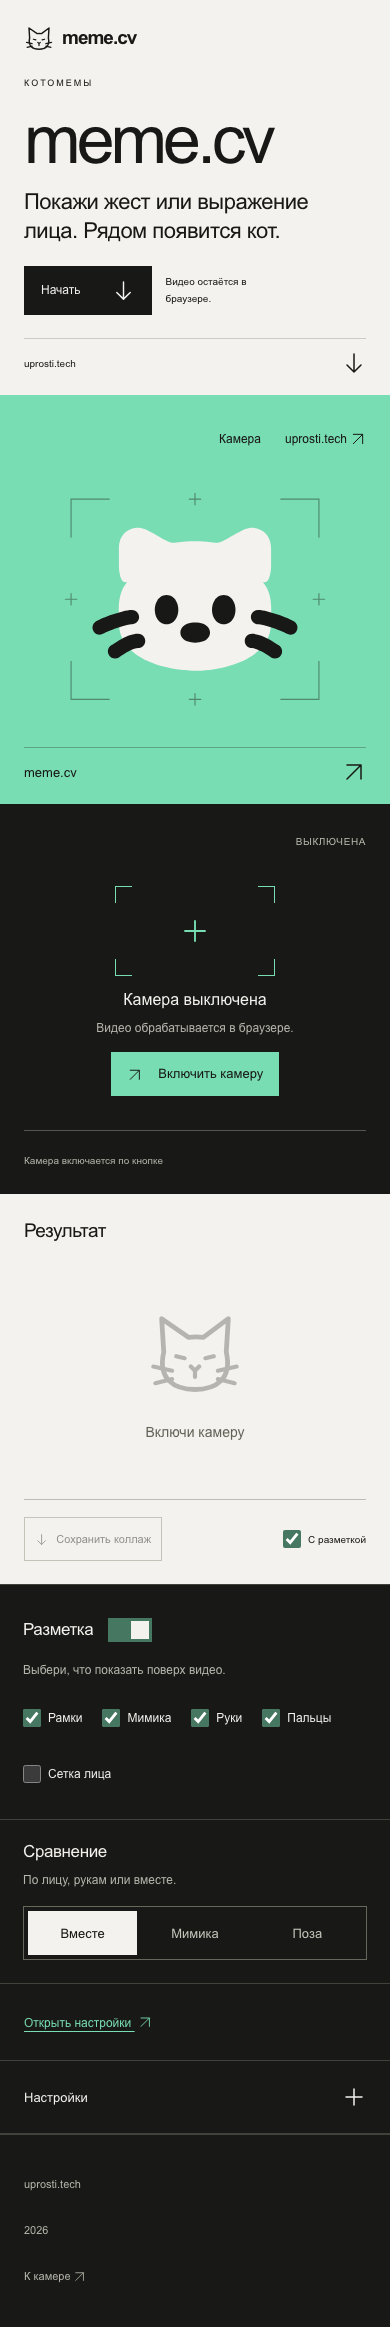 meme.cv
КОТОМЕМЫ
meme.cv
Покажи жест или выражение
лица. Рядом появится кот.
Начать
Видео остаётся в
браузере.
uprosti.tech
Камера
uprosti.tech
meme.cv
ВЫКЛЮЧЕНА
Камера выключена
Видео обрабатывается в браузере.
Включить камеру
Камера включается по кнопке
Результат
Включи камеру
Сохранить коллаж
С разметкой
Разметка
Выбери, что показать поверх видео.
Рамки
Мимика
Руки
Пальцы
Сетка лица
Сравнение
По лицу, рукам или вместе.
Вместе
Мимика
Поза
Открыть настройки
Настройки
uprosti.tech
2026
К камере